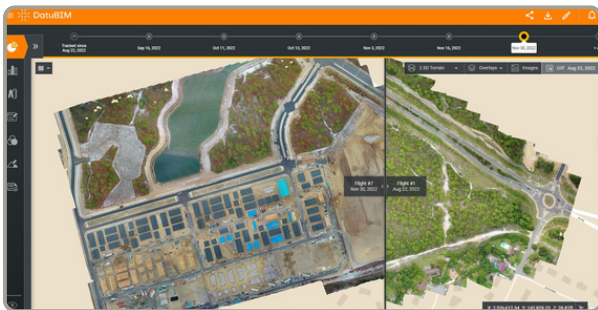 DatuBIM
Tracked since
Aug 22, 2022
Sep 16, 2022
Oct 11, 2022
Oct 13, 2022
Nov 3, 2022
Nov 16, 2022
Nov 30, 2022
2.5D Terrain
Overlays
Images
Aug 22, 2022
Flight #7
Nov 30, 2022
Flight #1
Aug 22, 2022